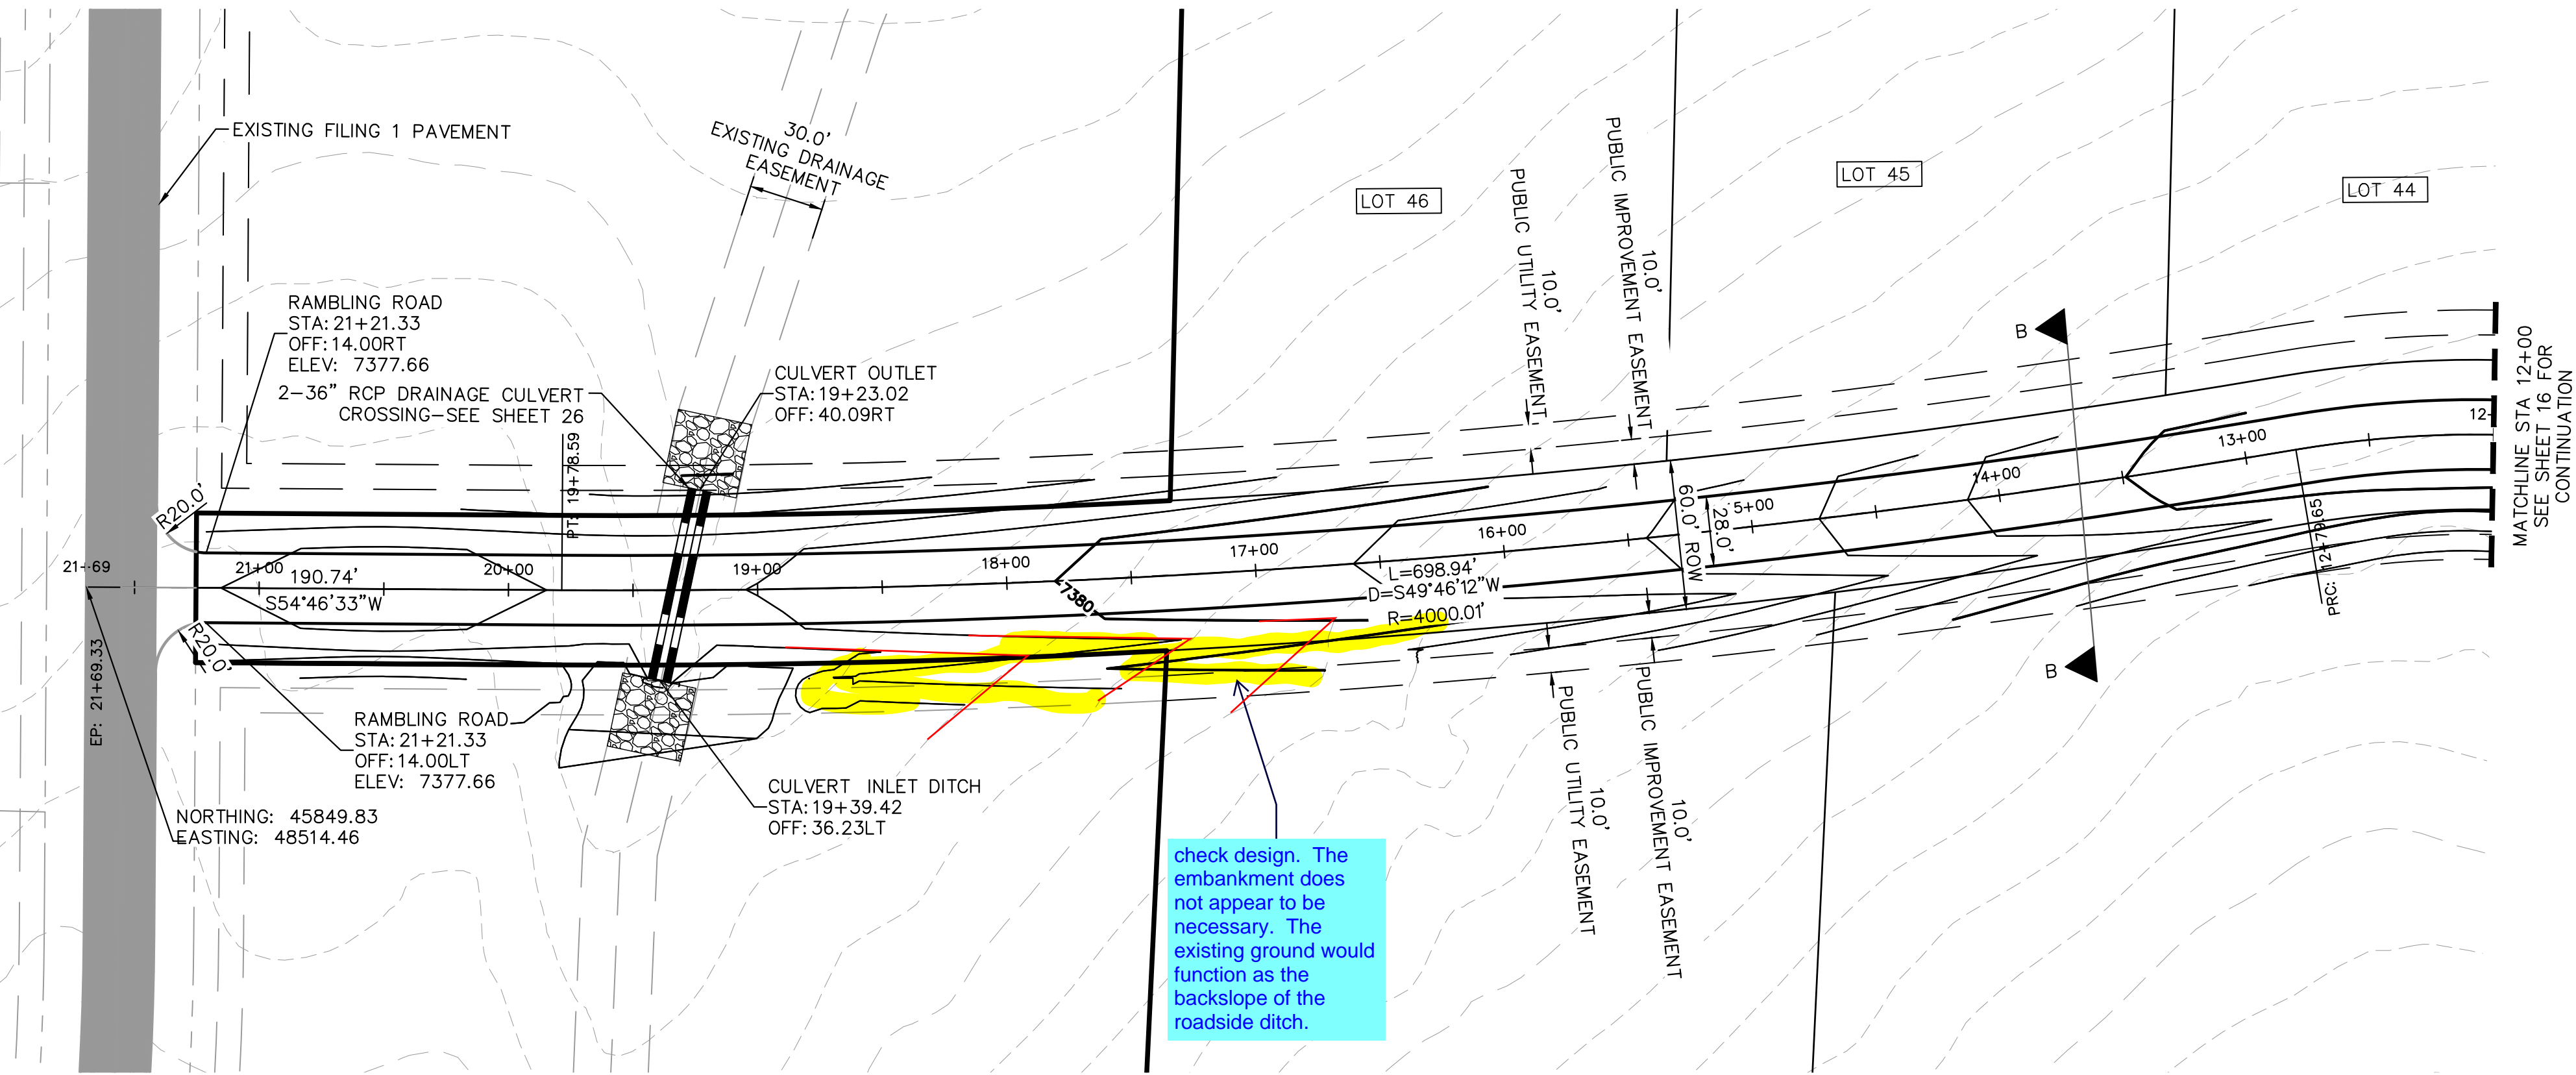 EXISTING FILING 1 PAVEMENT
30.0'
EXISTING DRAINAGE
EASEMENT
LOT 46
LOT 45
LOT 44
10.0'
PUBLIC UTILITY EASEMENT
10.0'
PUBLIC IMPROVEMENT EASEMENT
RAMBLING ROAD
STA: 21+21.33
OFF: 14.00RT
ELEV: 7377.66
2-36" RCP DRAINAGE CULVERT
CROSSING-SEE SHEET 26
CULVERT OUTLET
STA: 19+23.02
OFF: 40.09RT
PT: 19+78.59
B
B
MATCHLINE STA 12+00
SEE SHEET 16 FOR
CONTINUATION
R20.0'
R20.0'
21+69
21+00
20+00
19+00
18+00
17+00
16+00
5+00
14+00
13+00
12-
190.74'
S54°46'33"W
7380
L=698.94'
D=S49°46'12"W
R=4000.01'
60.0' ROW
28.0'
PRC: 12+79.65
EP: 21+69.33
RAMBLING ROAD
STA: 21+21.33
OFF: 14.00LT
ELEV: 7377.66
NORTHING: 45849.83
EASTING: 48514.46
CULVERT INLET DITCH
STA: 19+39.42
OFF: 36.23LT
10.0'
PUBLIC UTILITY EASEMENT
10.0'
PUBLIC IMPROVEMENT EASEMENT
check design. The
embankment does
not appear to be
necessary. The
existing ground would
function as the
backslope of the
roadside ditch.